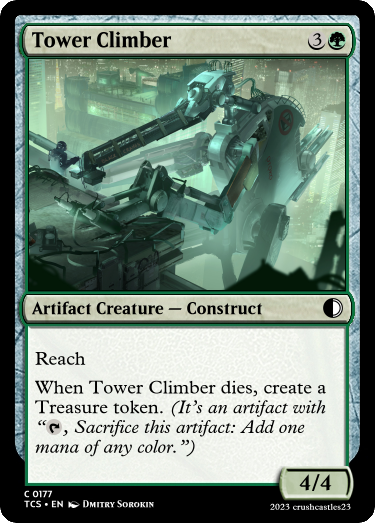 Tower Climber 3
Artifact Creature — Construct
Reach
When Tower Climber dies, create a
Treasure token. (It's an artifact with
“, Sacrifice this artifact: Add one
mana of any color.”)
4/4
C 0177
TCS • EN Dmitry Sorokin
2023 crushcastles23